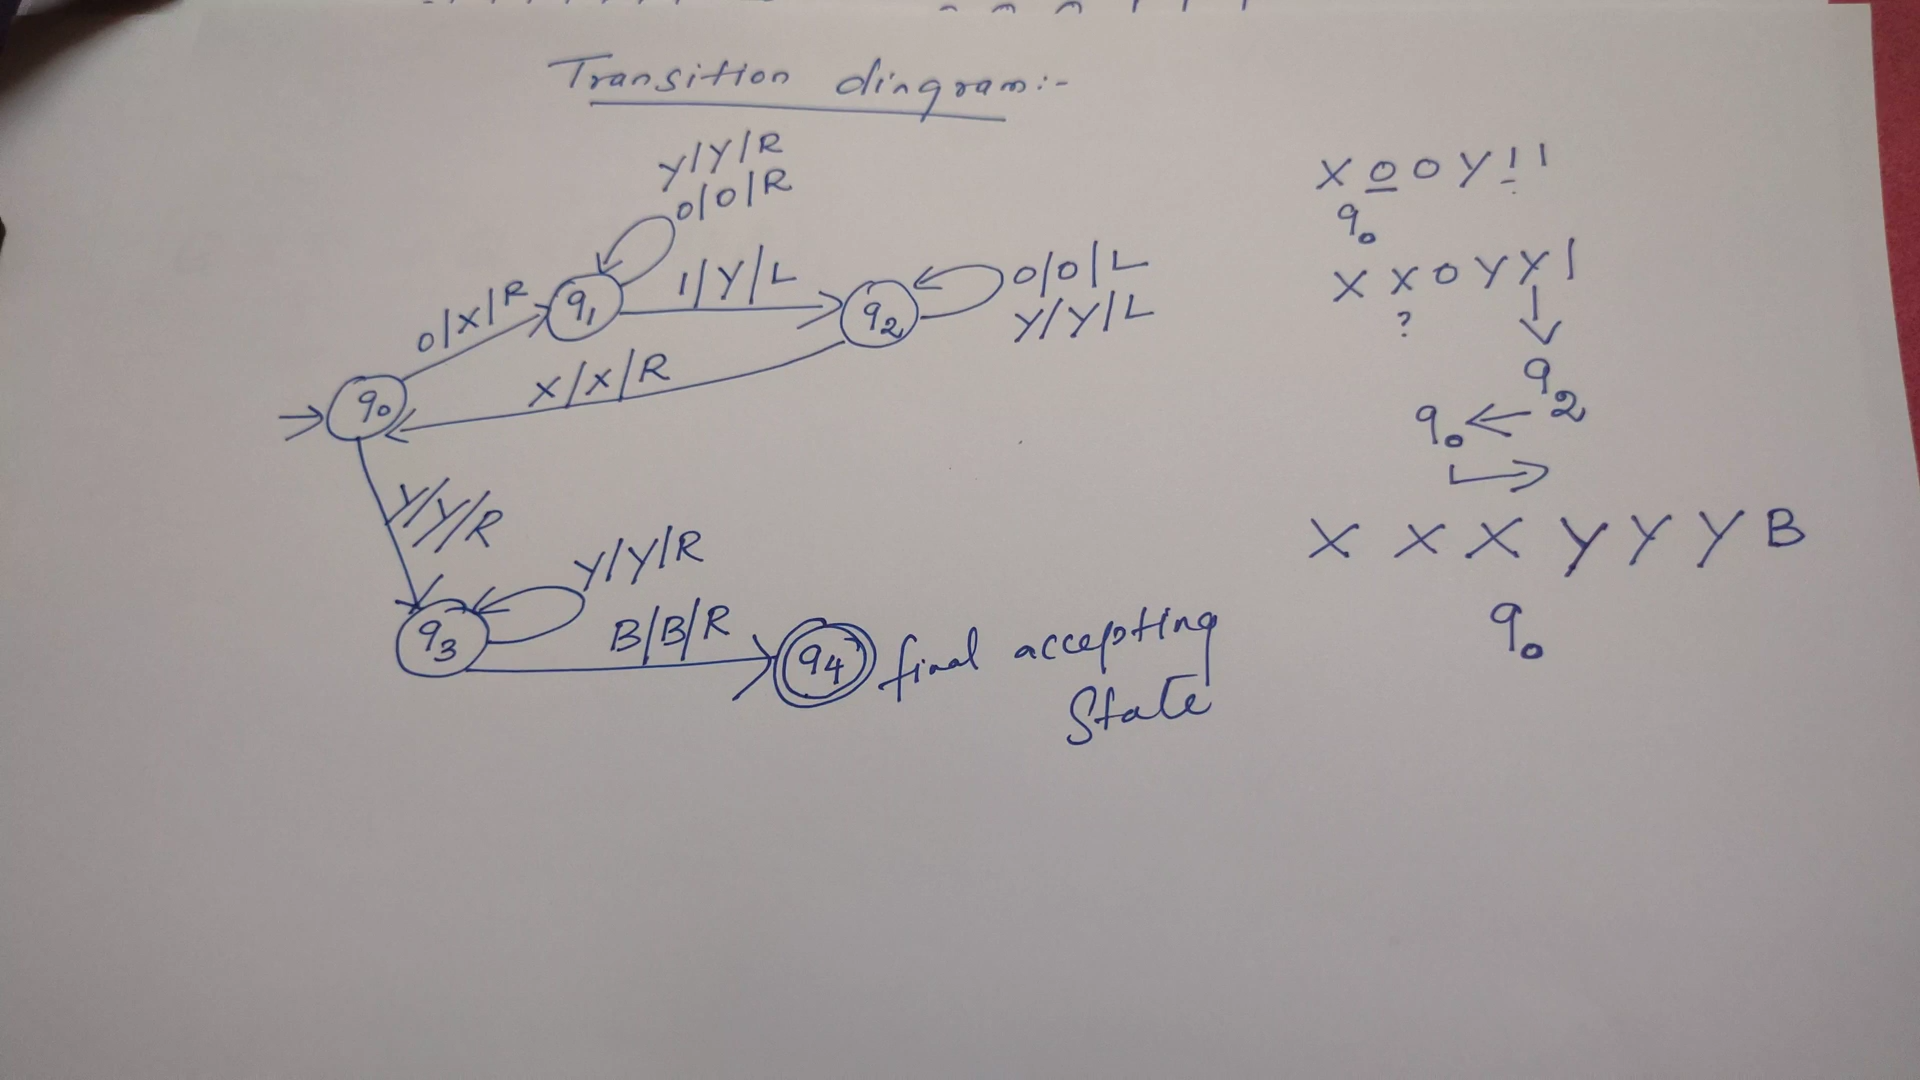 Transition diagram:-
Y/Y/R
0/0/R
0/X/R
q1
1/Y/L
q2
0/0/L
Y/Y/L
X/X/R
q0
Y/Y/R
q3
Y/Y/R
B/B/R
q4
final accepting
State
X 0 0 Y 1 1
q0
X X 0 Y Y 1
?
q2
q0
X X X Y Y Y B
q0